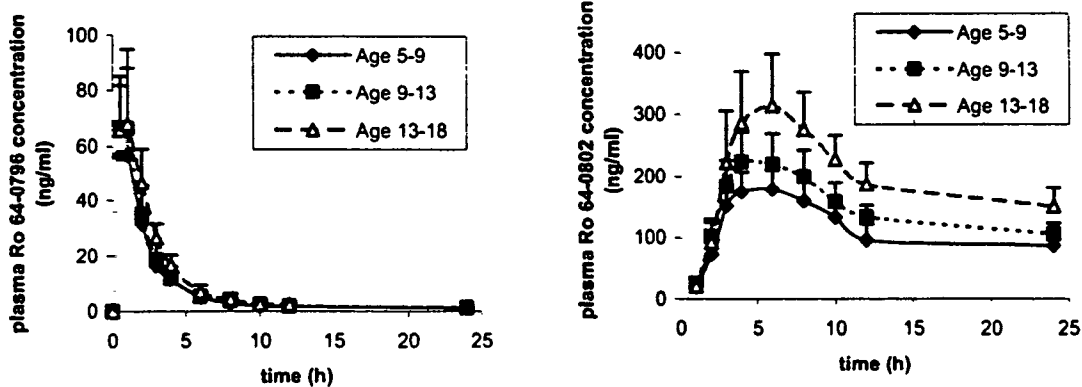 plasma Ro 64-0796 concentration
(ng/ml)
100
80
60
40
20
0
0 5 10 15 20 25
time (h)
Age 5-9
Age 9-13
Age 13-18
plasma Ro 64-0802 concentration
(ng/ml)
400
300
200
100
0
0 5 10 15 20 25
time (h)
Age 5-9
Age 9-13
Age 13-18